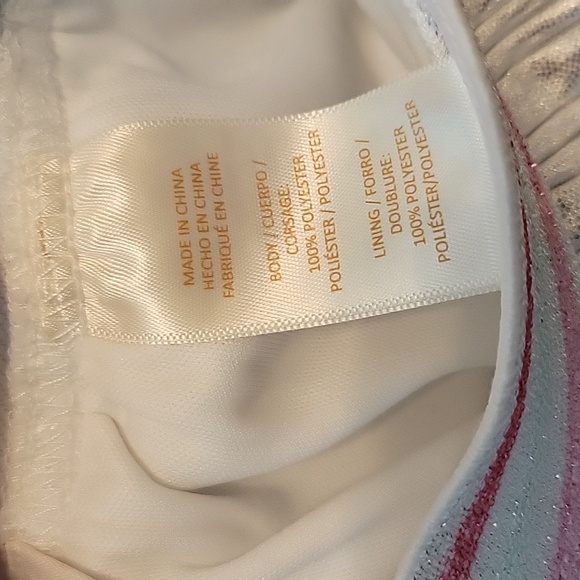 MADE IN CHINA
HECHO EN CHINA
FABRIQUÉ EN CHINE
BODY / CUERPO /
CORSAGE:
100% POLYESTER
POLIÉSTER / POLYESTER
LINING / FORRO /
DOUBLURE:
100% POLYESTER
POLIÉSTER/POLYESTER